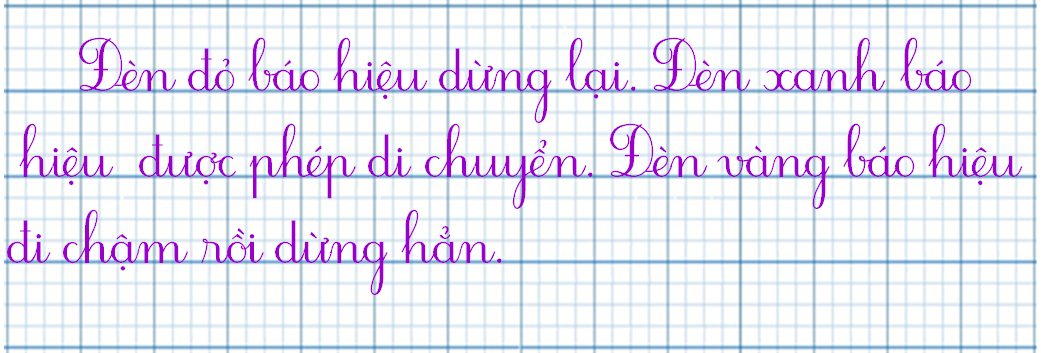 Đèn đỏ báo hiệu dừng lại. Đèn xanh báo
hiệu được phép di chuyển. Đèn vàng báo hiệu
đi chậm rồi dừng hẳn.